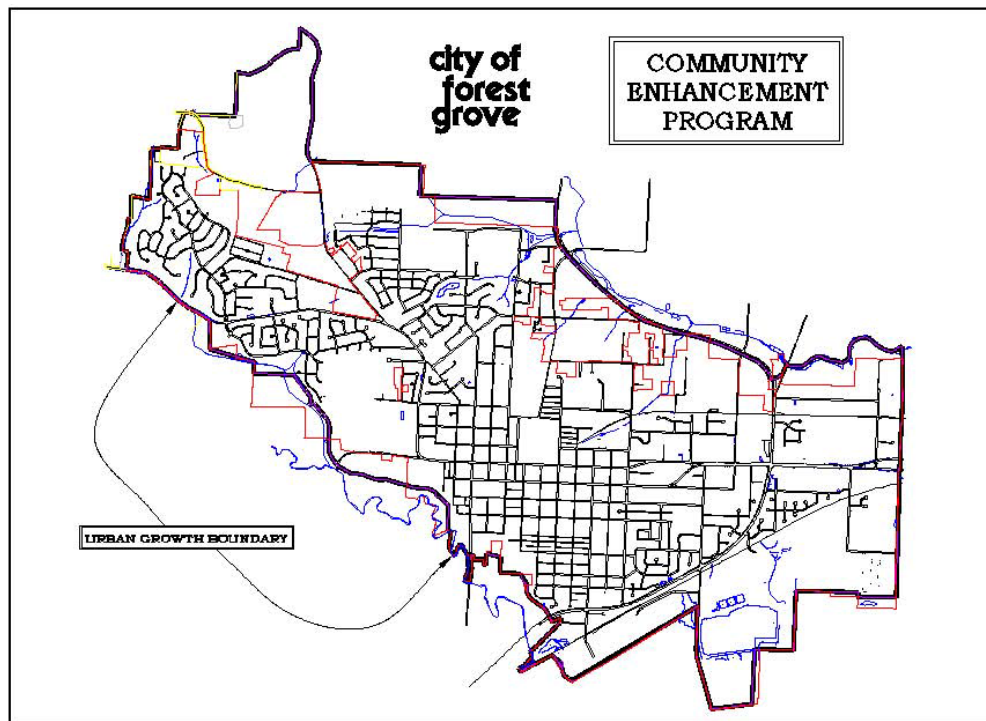 city of
forest
grove
COMMUNITY
ENHANCEMENT
PROGRAM
URBAN GROWTH BOUNDARY